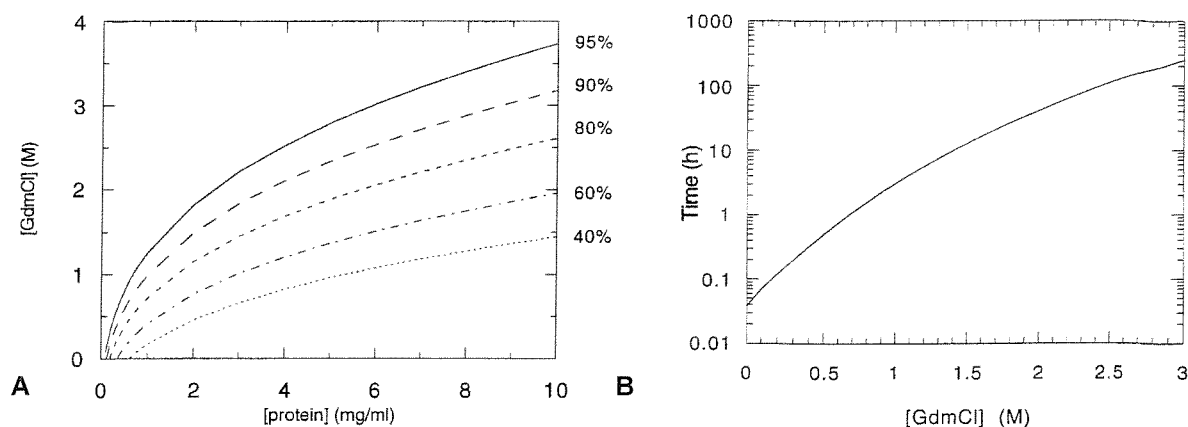 4
3
2
1
0
[GdmCl] (M)
0 2 4 6 8 10
[protein] (mg/ml)
95%
90%
80%
60%
40%
A
1000
100
10
1
0.1
0.01
Time (h)
0 0.5 1 1.5 2 2.5 3
[GdmCl] (M)
B